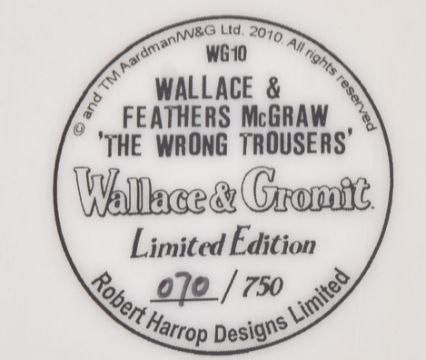 © and TM Aardman/W&G Ltd. 2010. All rights reserved
WG10
WALLACE &
FEATHERS McGRAW
'THE WRONG TROUSERS'
Wallace & Gromit.
Limited Edition
070 / 750
Robert Harrop Designs Limited